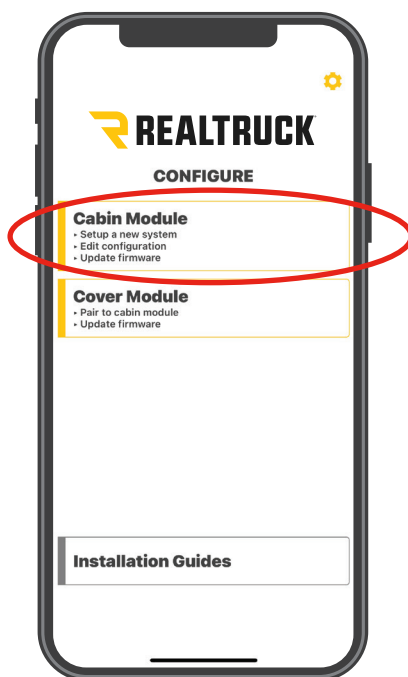 REALTRUCK
CONFIGURE
Cabin Module
▸ Setup a new system
▸ Edit configuration
▸ Update firmware
Cover Module
▸ Pair to cabin module
▸ Update firmware
Installation Guides